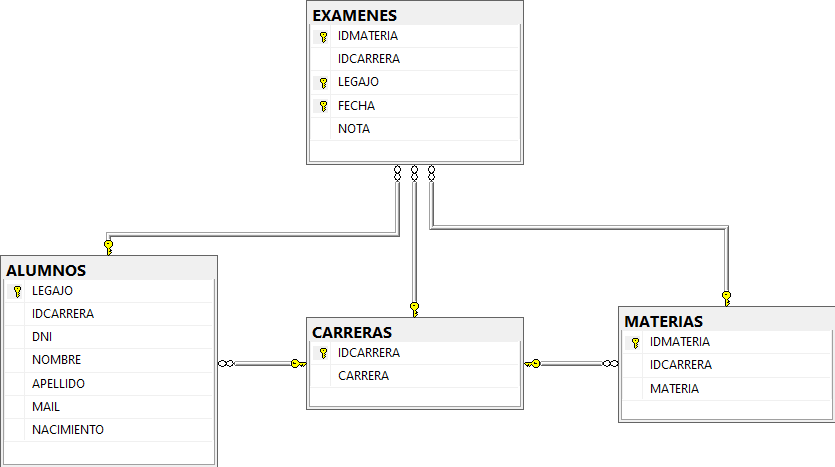 EXAMENES
IDMATERIA
IDCARRERA
LEGAJO
FECHA
NOTA
ALUMNOS
LEGAJO
IDCARRERA
DNI
NOMBRE
APELLIDO
MAIL
NACIMIENTO
CARRERAS
IDCARRERA
CARRERA
MATERIAS
IDMATERIA
IDCARRERA
MATERIA